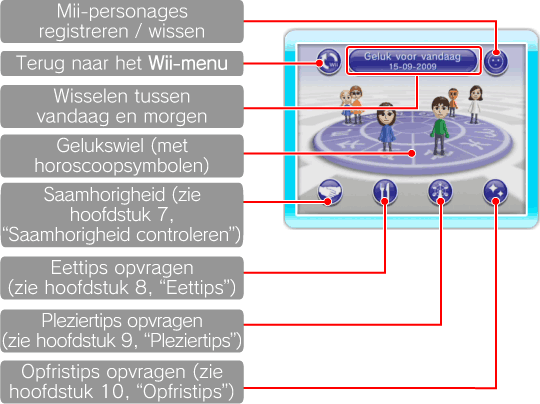 Mii-personages
registreren / wissen
Terug naar het Wii-menu
Wisselen tussen
vandaag en morgen
Gelukswiel (met
horoscoopsymbolen)
Saamhorigheid (zie
hoofdstuk 7,
“Saamhorigheid controleren”)
Eettips opvragen
(zie hoofdstuk 8, “Eettips”)
Pleziertips opvragen
(zie hoofdstuk 9, “Pleziertips”)
Opfristips opvragen (zie
hoofdstuk 10, “Opfristips”)
Wii
Geluk voor vandaag
15-09-2009